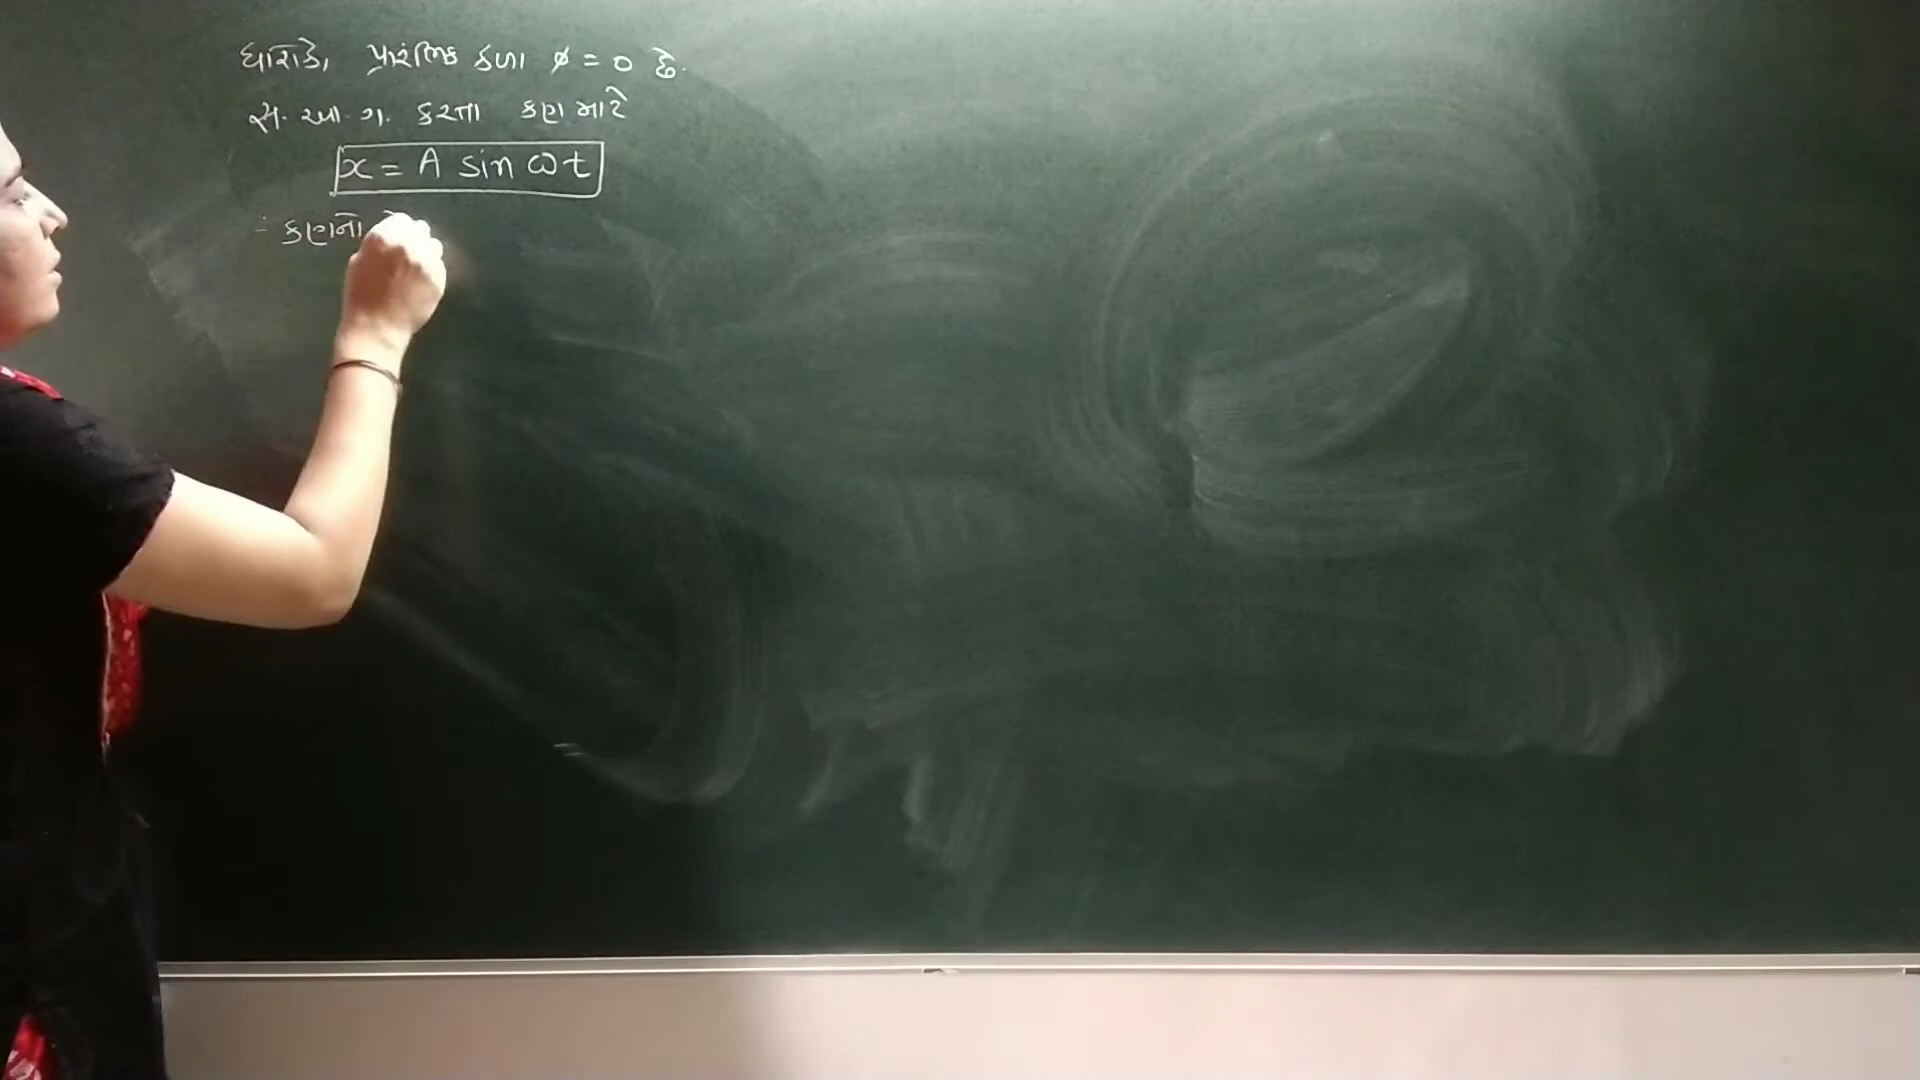 ધારોકે, પ્રારંભિક કળા φ = 0 છે.
સ. આ. ગ. કરતા કણ માટે
x = A sin ωt
∴ કણનો